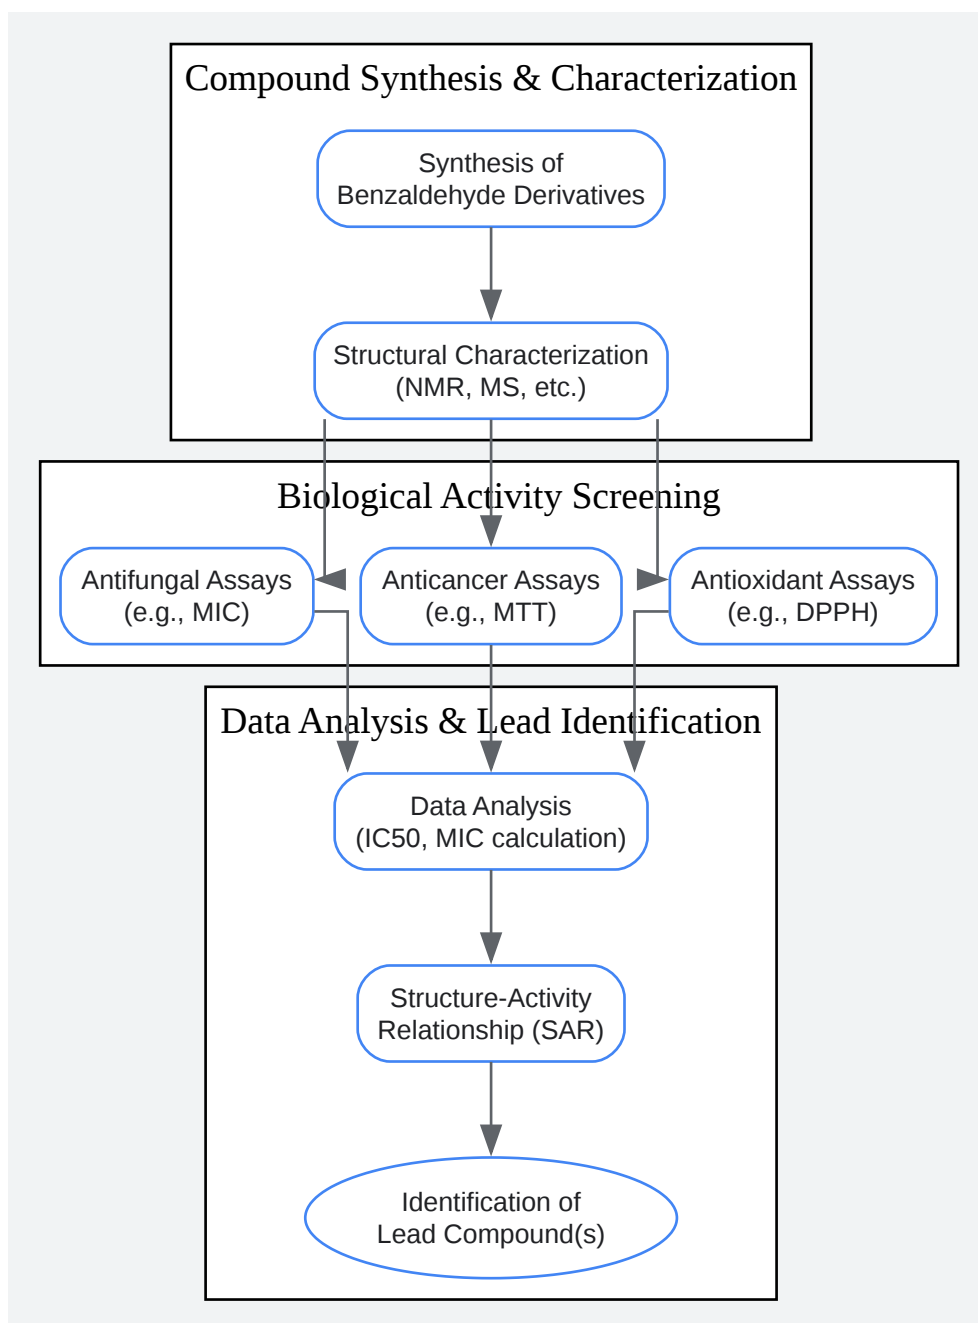 Compound Synthesis & Characterization
Synthesis of
Benzaldehyde Derivatives
Structural Characterization
(NMR, MS, etc.)
Biological Activity Screening
Antifungal Assays
(e.g., MIC)
Anticancer Assays
(e.g., MTT)
Antioxidant Assays
(e.g., DPPH)
Data Analysis & Lead Identification
Data Analysis
(IC50, MIC calculation)
Structure-Activity
Relationship (SAR)
Identification of
Lead Compound(s)